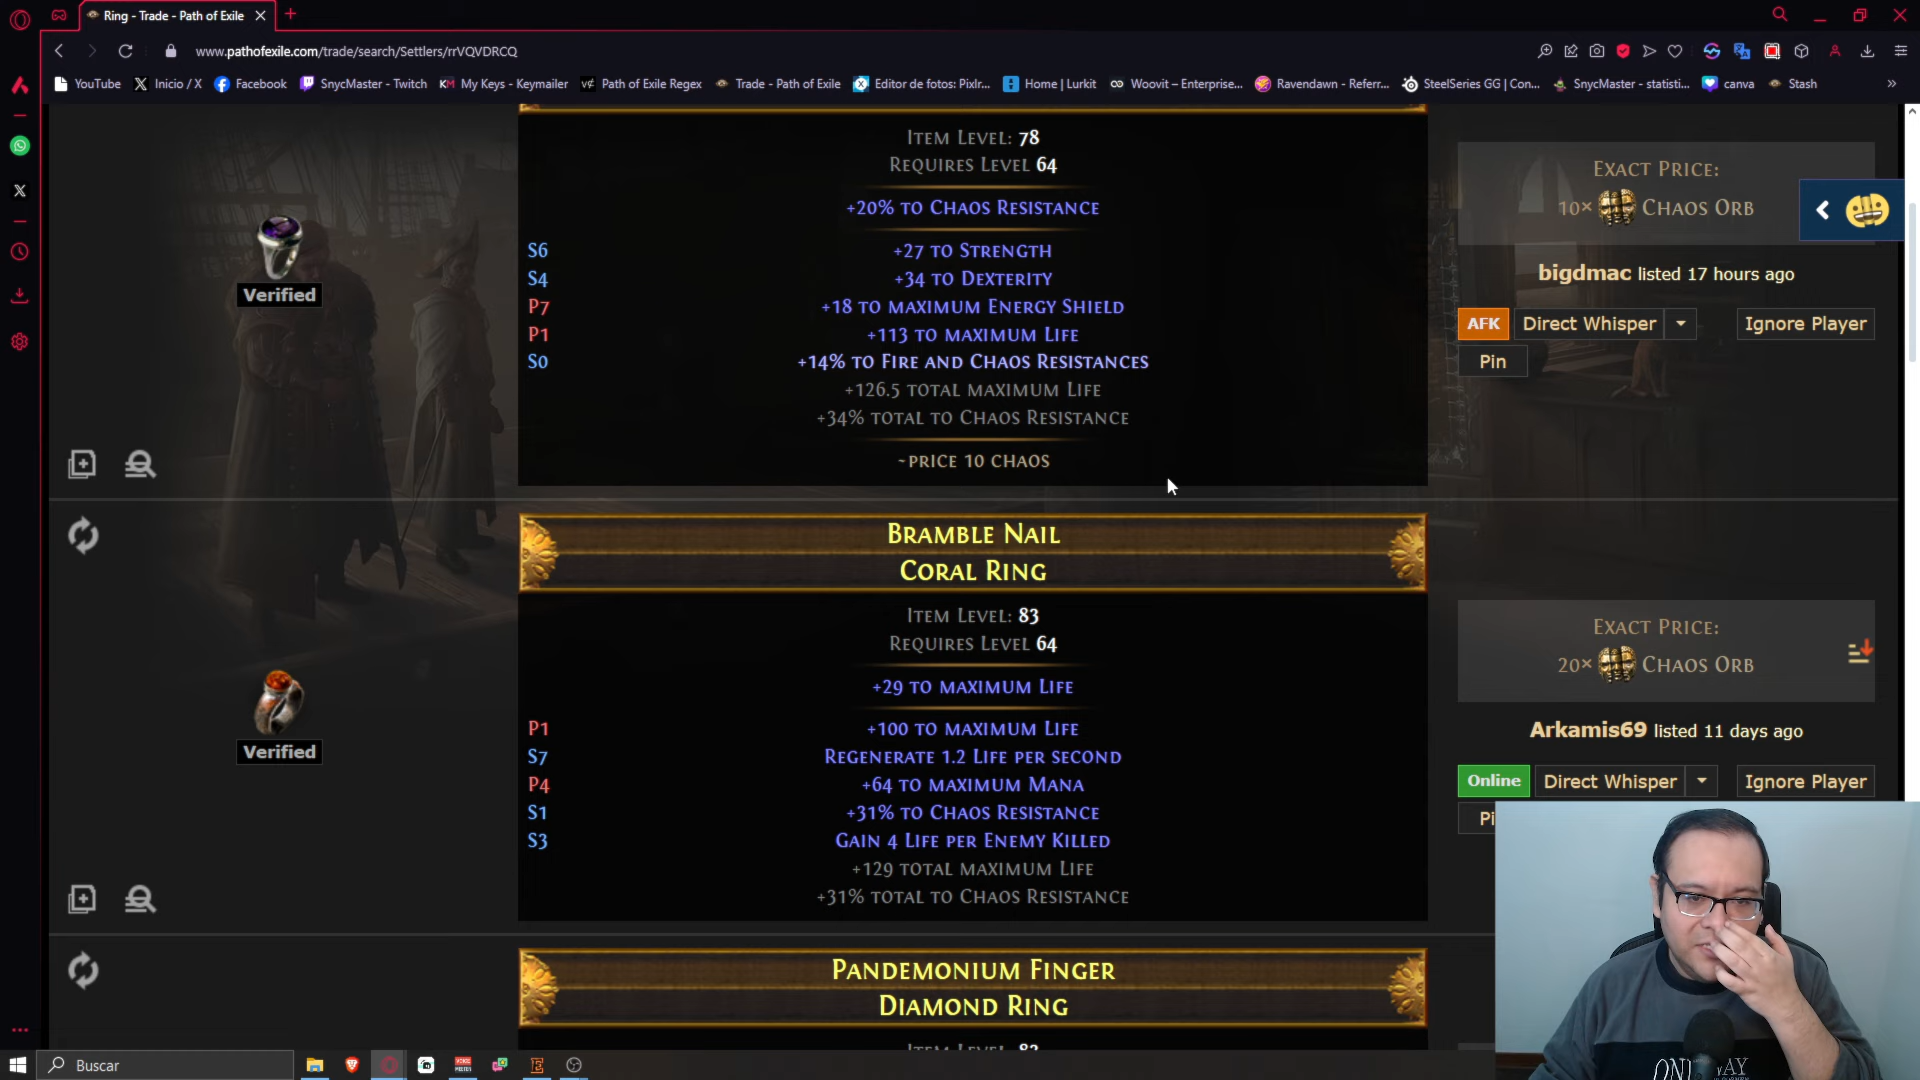 Ring - Trade - Path of Exile
www.pathofexile.com/trade/search/Settlers/rrVQVDRCQ
YouTube
Inicio / X
Facebook
SnycMaster - Twitch
KM My Keys - Keymailer
Path of Exile Regex
Trade - Path of Exile
Editor de fotos: Pixlr...
Home | Lurkit
Woovit – Enterprise...
Ravendawn - Referr...
SteelSeries GG | Con...
SnycMaster - statisti...
canva
Stash
»
Item Level: 78
Requires Level 64
+20% to Chaos Resistance
S6 +27 to Strength
S4 +34 to Dexterity
P7 +18 to maximum Energy Shield
P1 +113 to maximum Life
S0 +14% to Fire and Chaos Resistances
+126.5 total maximum Life
+34% total to Chaos Resistance
~price 10 chaos
Verified
Exact Price:
10× Chaos Orb
bigdmac listed 17 hours ago
AFK Direct Whisper Ignore Player
Pin
Bramble Nail
Coral Ring
Item Level: 83
Requires Level 64
+29 to maximum Life
P1 +100 to maximum Life
S7 Regenerate 1.2 Life per second
P4 +64 to maximum Mana
S1 +31% to Chaos Resistance
S3 Gain 4 Life per Enemy Killed
+129 total maximum Life
+31% total to Chaos Resistance
Verified
Exact Price:
20× Chaos Orb
Arkamis69 listed 11 days ago
Online Direct Whisper Ignore Player
Pi
Pandemonium Finger
Diamond Ring
Buscar